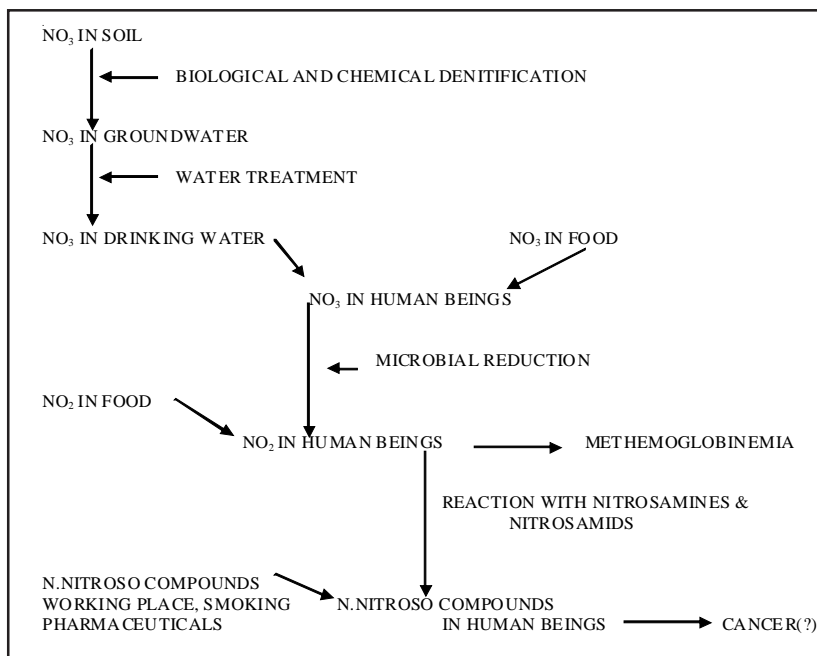 NO₃ IN SOIL
BIOLOGICAL AND CHEMICAL DENITIFICATION
NO₃ IN GROUNDWATER
WATER TREATMENT
NO₃ IN DRINKING WATER
NO₃ IN FOOD
NO₃ IN HUMAN BEINGS
MICROBIAL REDUCTION
NO₂ IN FOOD
NO₂ IN HUMAN BEINGS
METHEMOGLOBINEMIA
REACTION WITH NITROSAMINES &
NITROSAMIDS
N.NITROSO COMPOUNDS
WORKING PLACE, SMOKING
PHARMACEUTICALS
N.NITROSO COMPOUNDS
IN HUMAN BEINGS
CANCER(?)